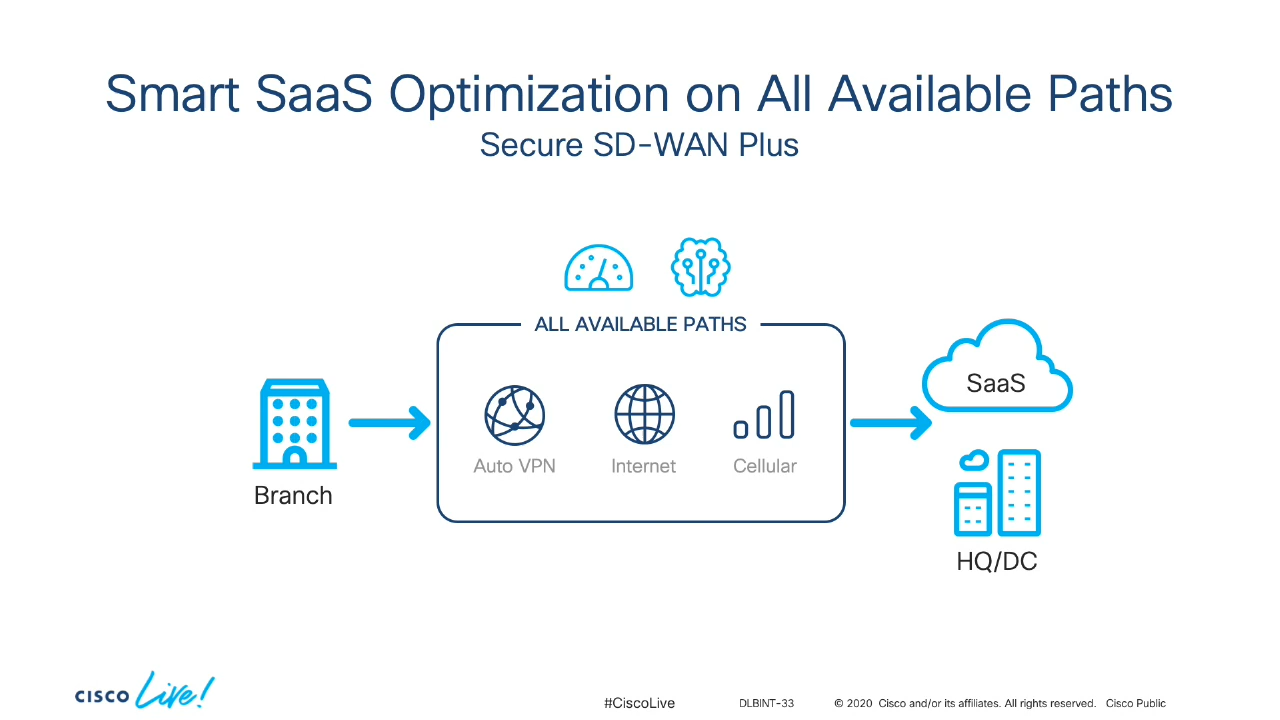 Smart SaaS Optimization on All Available Paths
Secure SD-WAN Plus
ALL AVAILABLE PATHS
Auto VPN
Internet
Cellular
Branch
SaaS
HQ/DC
CISCO Live!
#CiscoLive
DLBINT-33
© 2020 Cisco and/or its affiliates. All rights reserved. Cisco Public